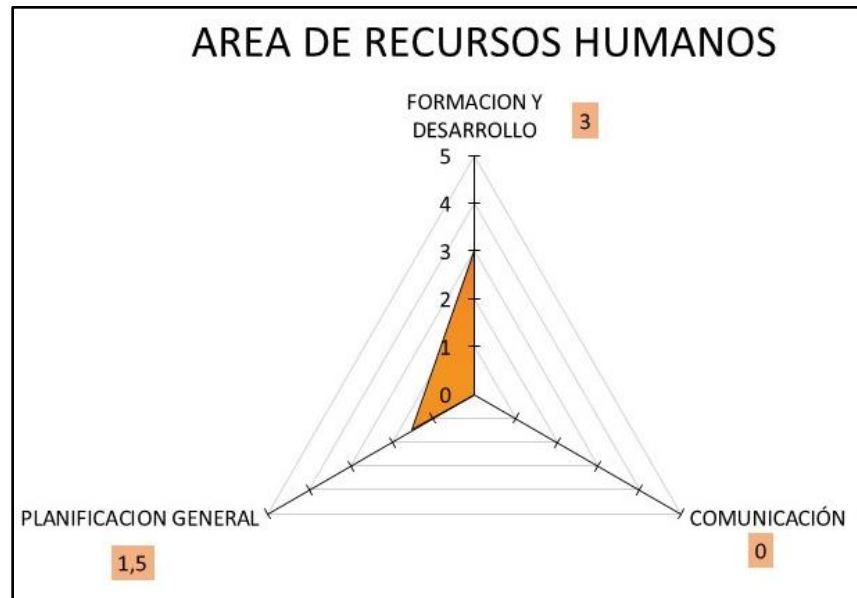 AREA DE RECURSOS HUMANOS
FORMACION Y
DESARROLLO
3
5
4
3
2
1
0
PLANIFICACION GENERAL
COMUNICACIÓN
1,5
0